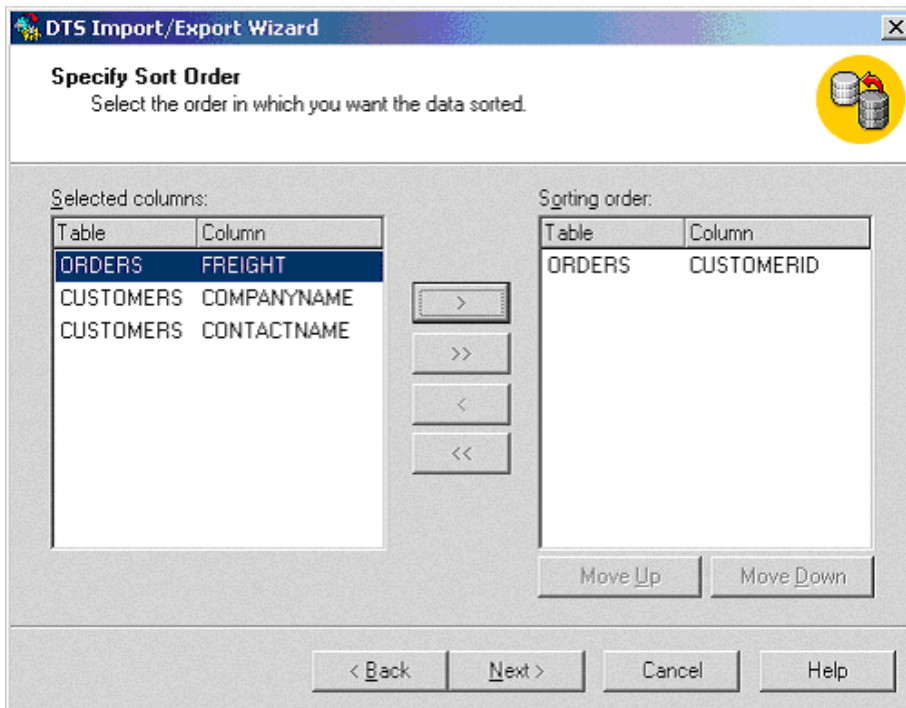 DTS Import/Export Wizard
Specify Sort Order
Select the order in which you want the data sorted.
Selected columns:
Table Column
ORDERS FREIGHT
CUSTOMERS COMPANYNAME
CUSTOMERS CONTACTNAME
>
>>
<
<<
Sorting order:
Table Column
ORDERS CUSTOMERID
Move Up Move Down
< Back Next > Cancel Help